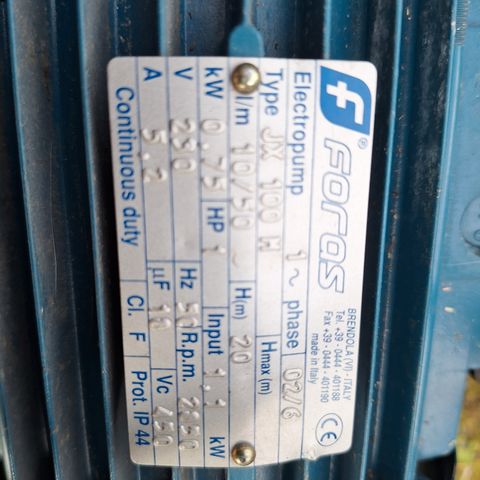 Foras®
BRENDOLA (VI) - ITALY
Tel. +39 - 0444 - 401188
Fax +39 - 0444 - 401190
made in Italy
CE
Electropump 1 ~ phase 02/6
Type JX 100 M Hmax (m)
l/m 10/50 H(m) 20
kW 0,75 HP 1 Input 1,1 kW
V 230 Hz 50 R.p.m. 2850
A 5,2 µF Vc 450
Continuous duty Cl. F Prot. IP 44